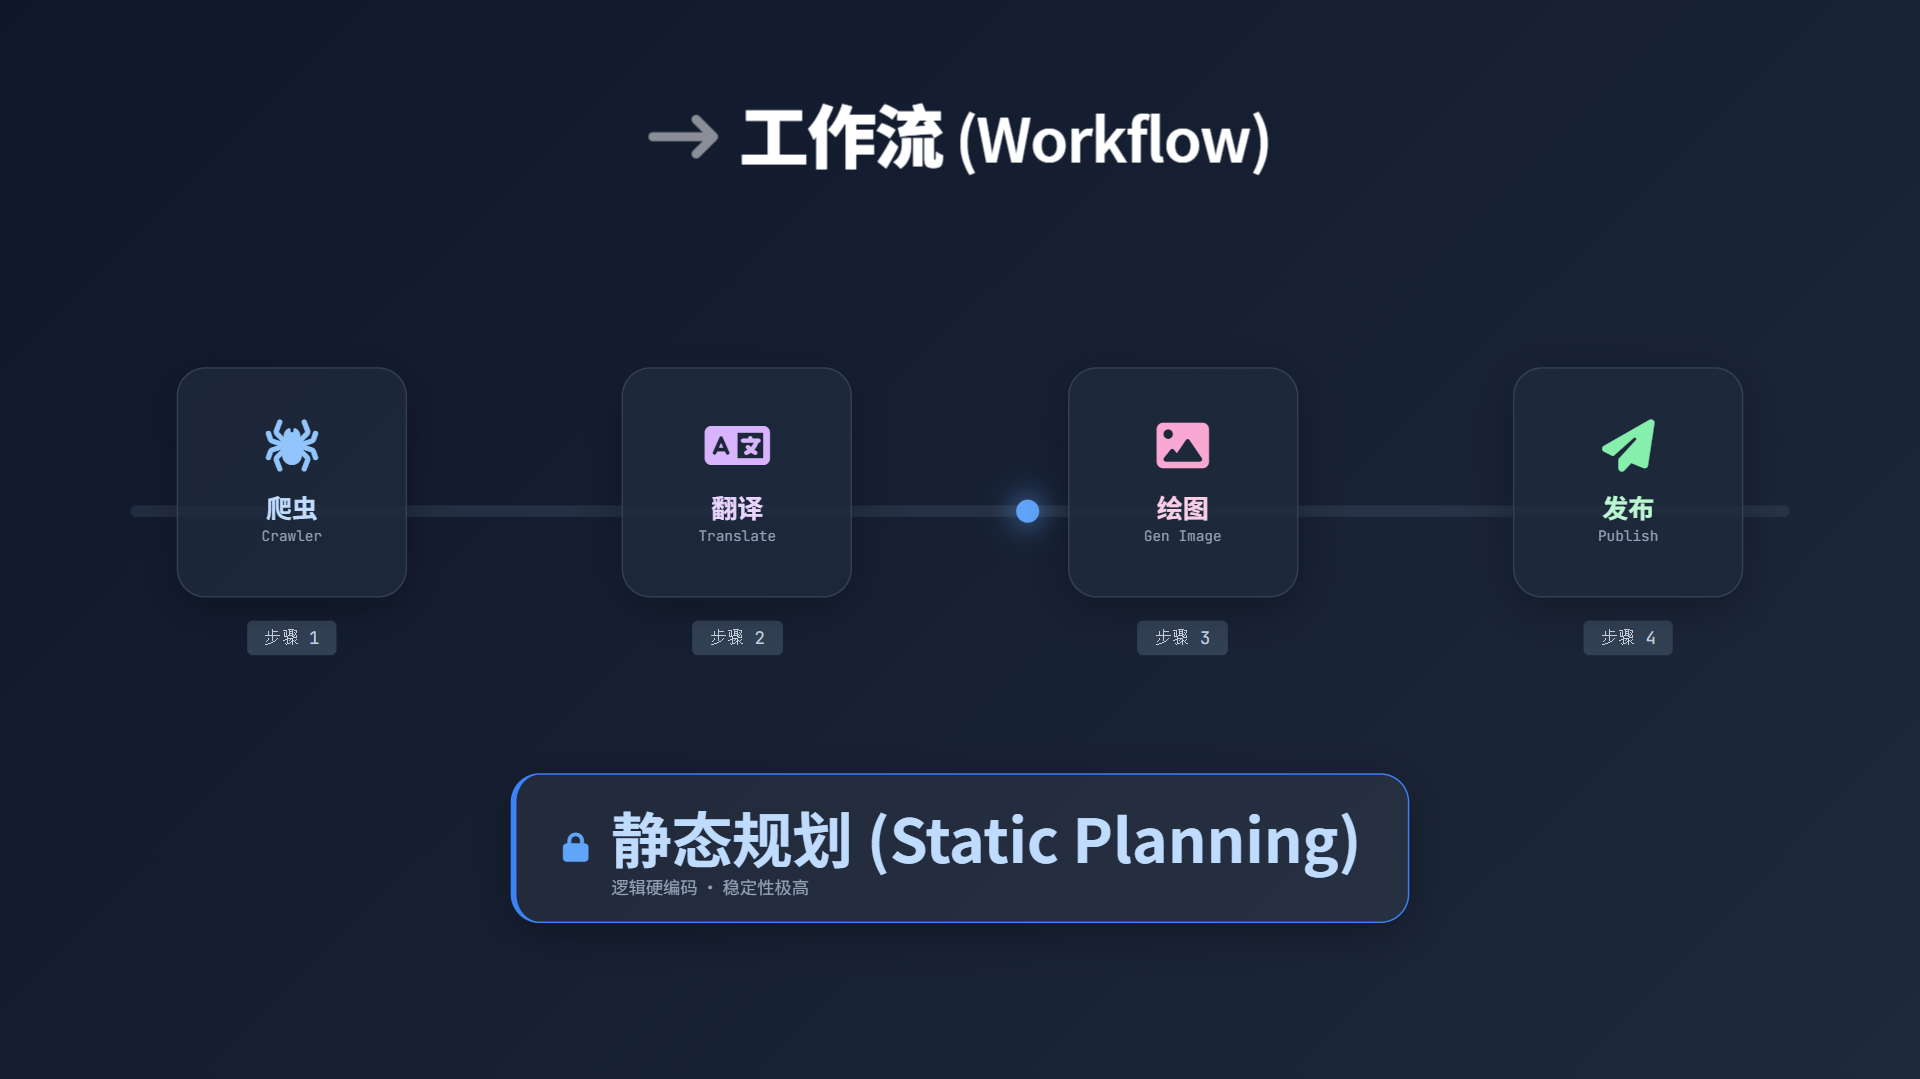 工作流 (Workflow)
爬虫
Crawler
步骤 1
A文
翻译
Translate
步骤 2
绘图
Gen Image
步骤 3
发布
Publish
步骤 4
静态规划 (Static Planning)
逻辑硬编码 • 稳定性极高